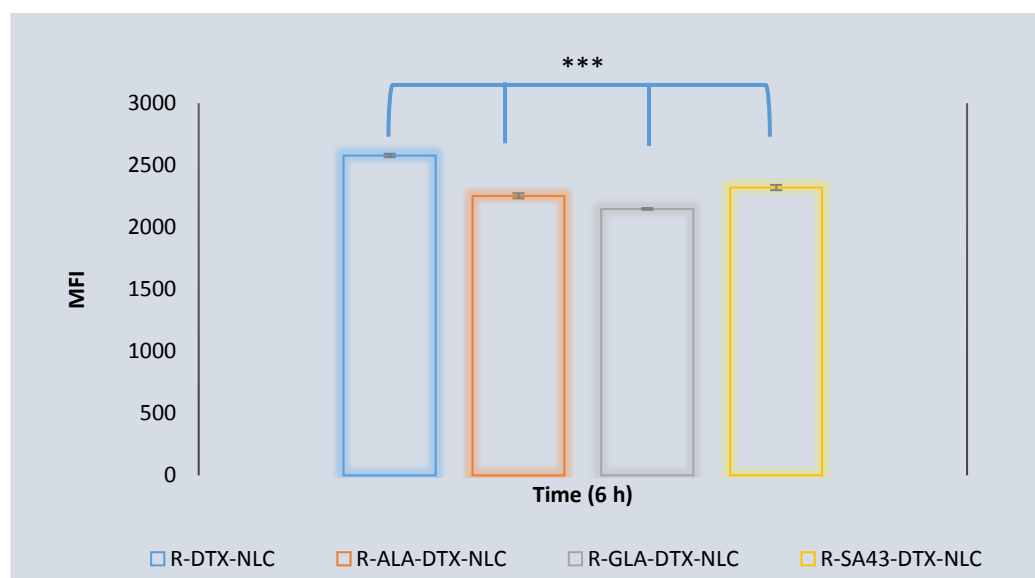 ***
3000
2500
2000
1500
1000
500
0
MFI
Time (6 h)
R-DTX-NLC R-ALA-DTX-NLC R-GLA-DTX-NLC R-SA43-DTX-NLC